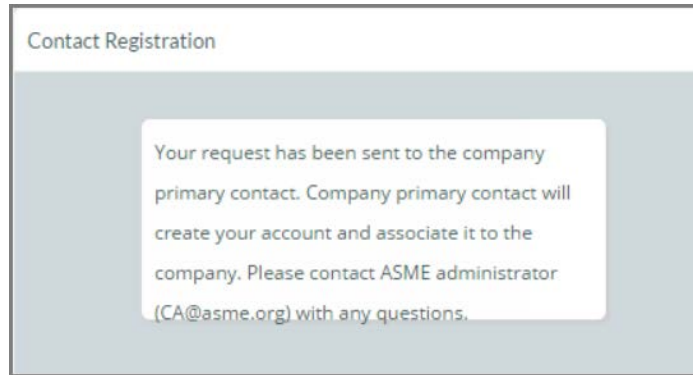 Contact Registration
Your request has been sent to the company
primary contact. Company primary contact will
create your account and associate it to the
company. Please contact ASME administrator
(CA@asme.org) with any questions.